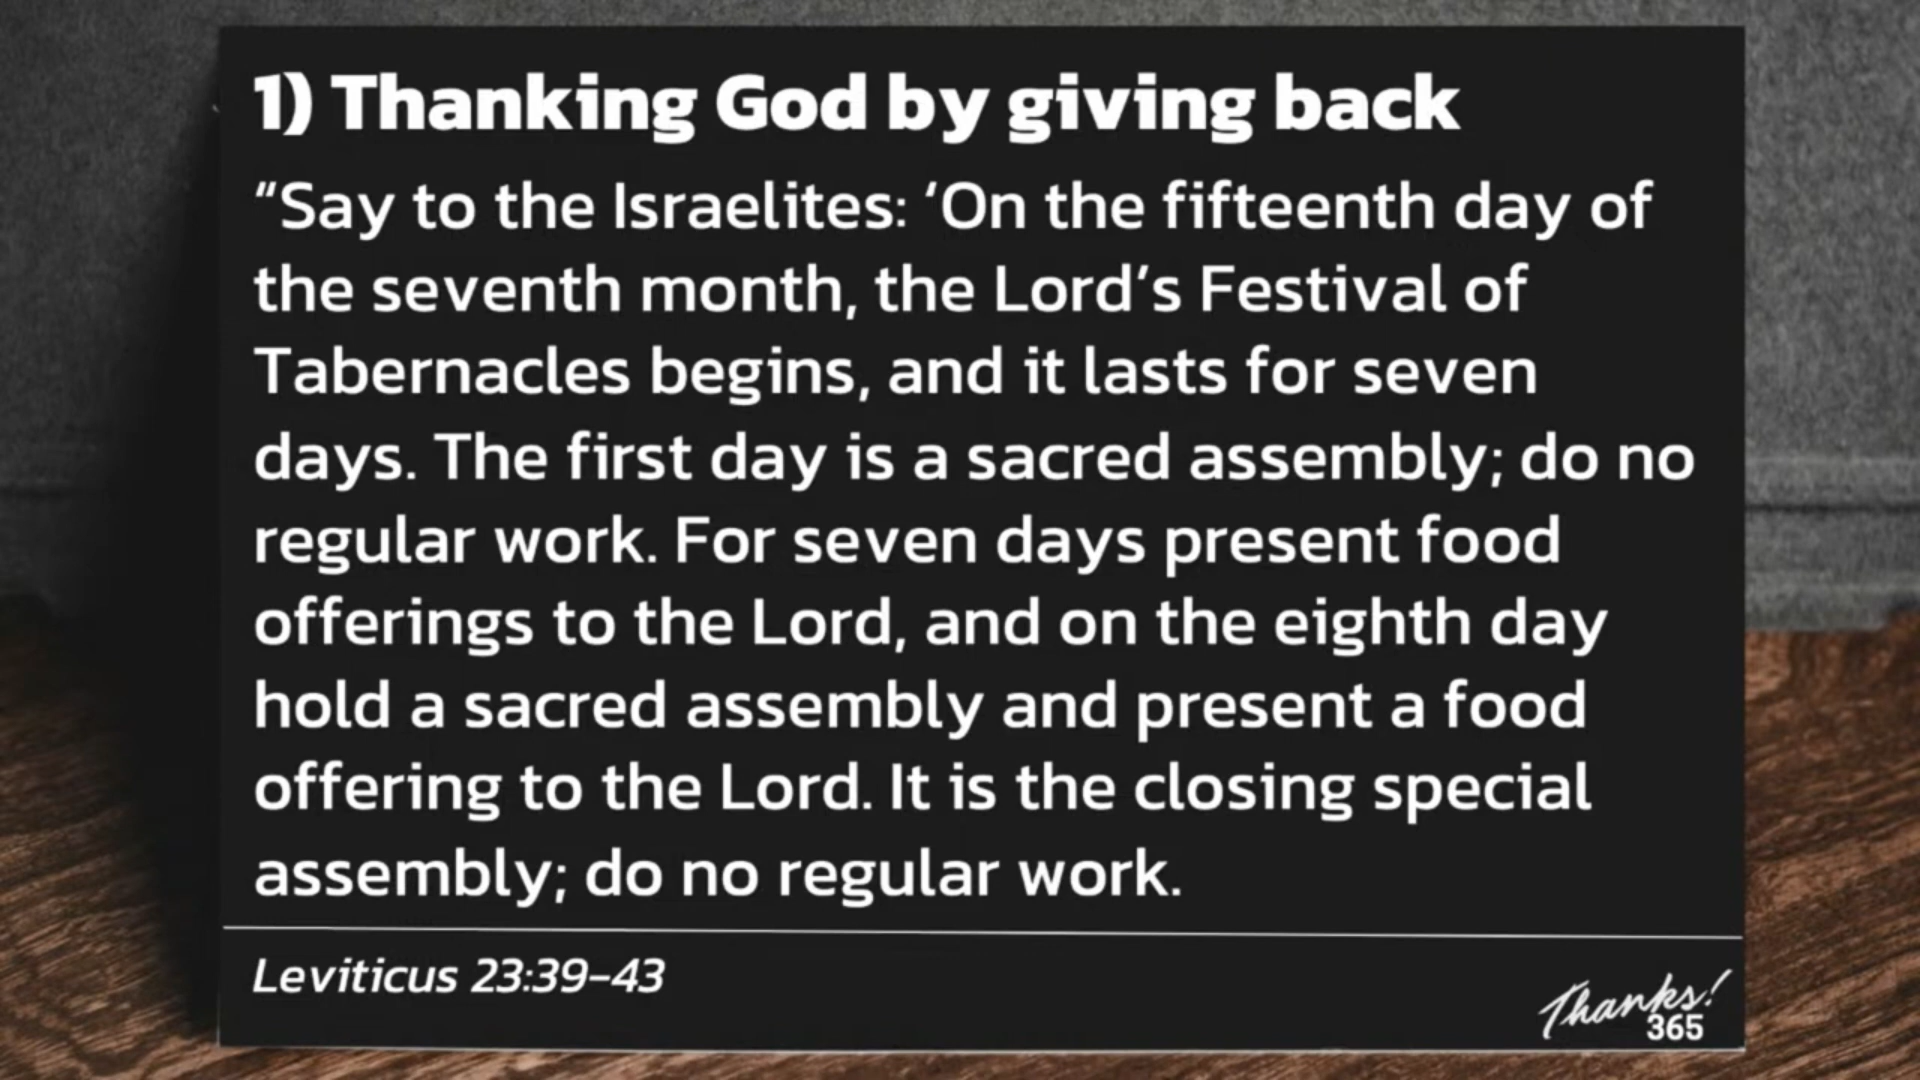 1) Thanking God by giving back
“Say to the Israelites: ‘On the fifteenth day of
the seventh month, the Lord’s Festival of
Tabernacles begins, and it lasts for seven
days. The first day is a sacred assembly; do no
regular work. For seven days present food
offerings to the Lord, and on the eighth day
hold a sacred assembly and present a food
offering to the Lord. It is the closing special
assembly; do no regular work.
Leviticus 23:39–43
Thanks!
365